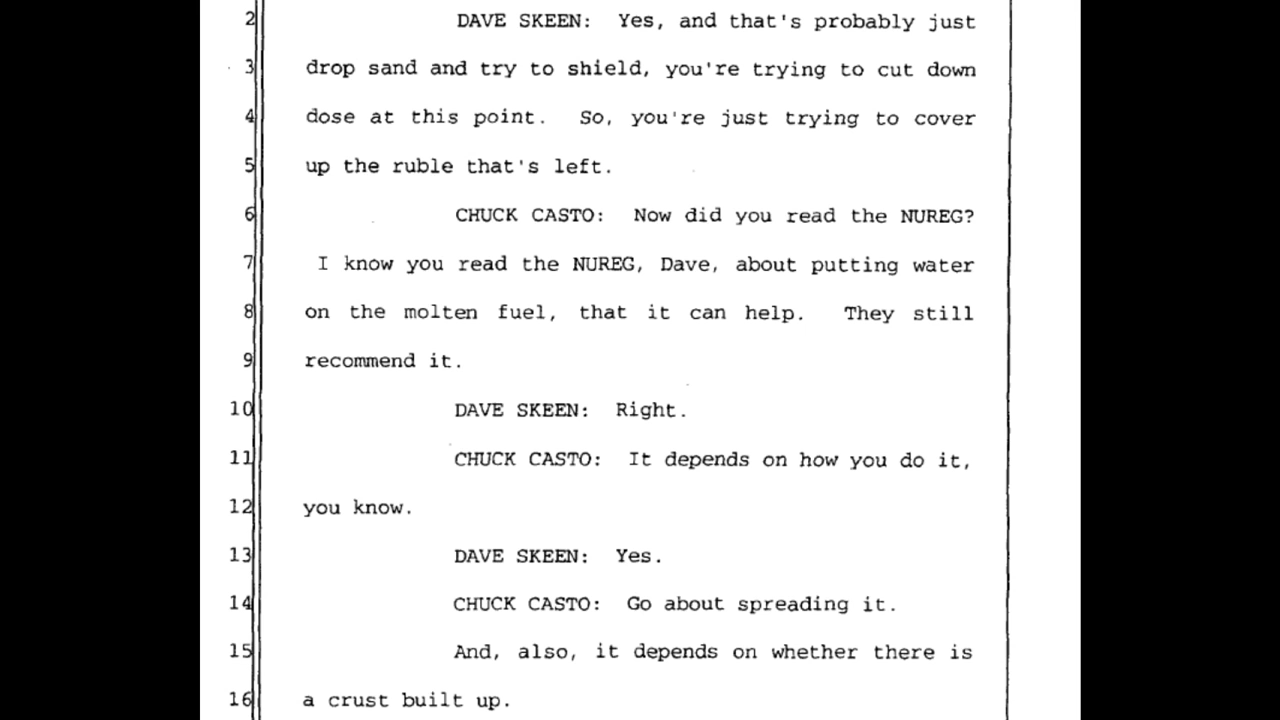 2 DAVE SKEEN: Yes, and that's probably just
3 drop sand and try to shield, you're trying to cut down
4 dose at this point. So, you're just trying to cover
5 up the ruble that's left.
6 CHUCK CASTO: Now did you read the NUREG?
7 I know you read the NUREG, Dave, about putting water
8 on the molten fuel, that it can help. They still
9 recommend it.
10 DAVE SKEEN: Right.
11 CHUCK CASTO: It depends on how you do it,
12 you know.
13 DAVE SKEEN: Yes.
14 CHUCK CASTO: Go about spreading it.
15 And, also, it depends on whether there is
16 a crust built up.